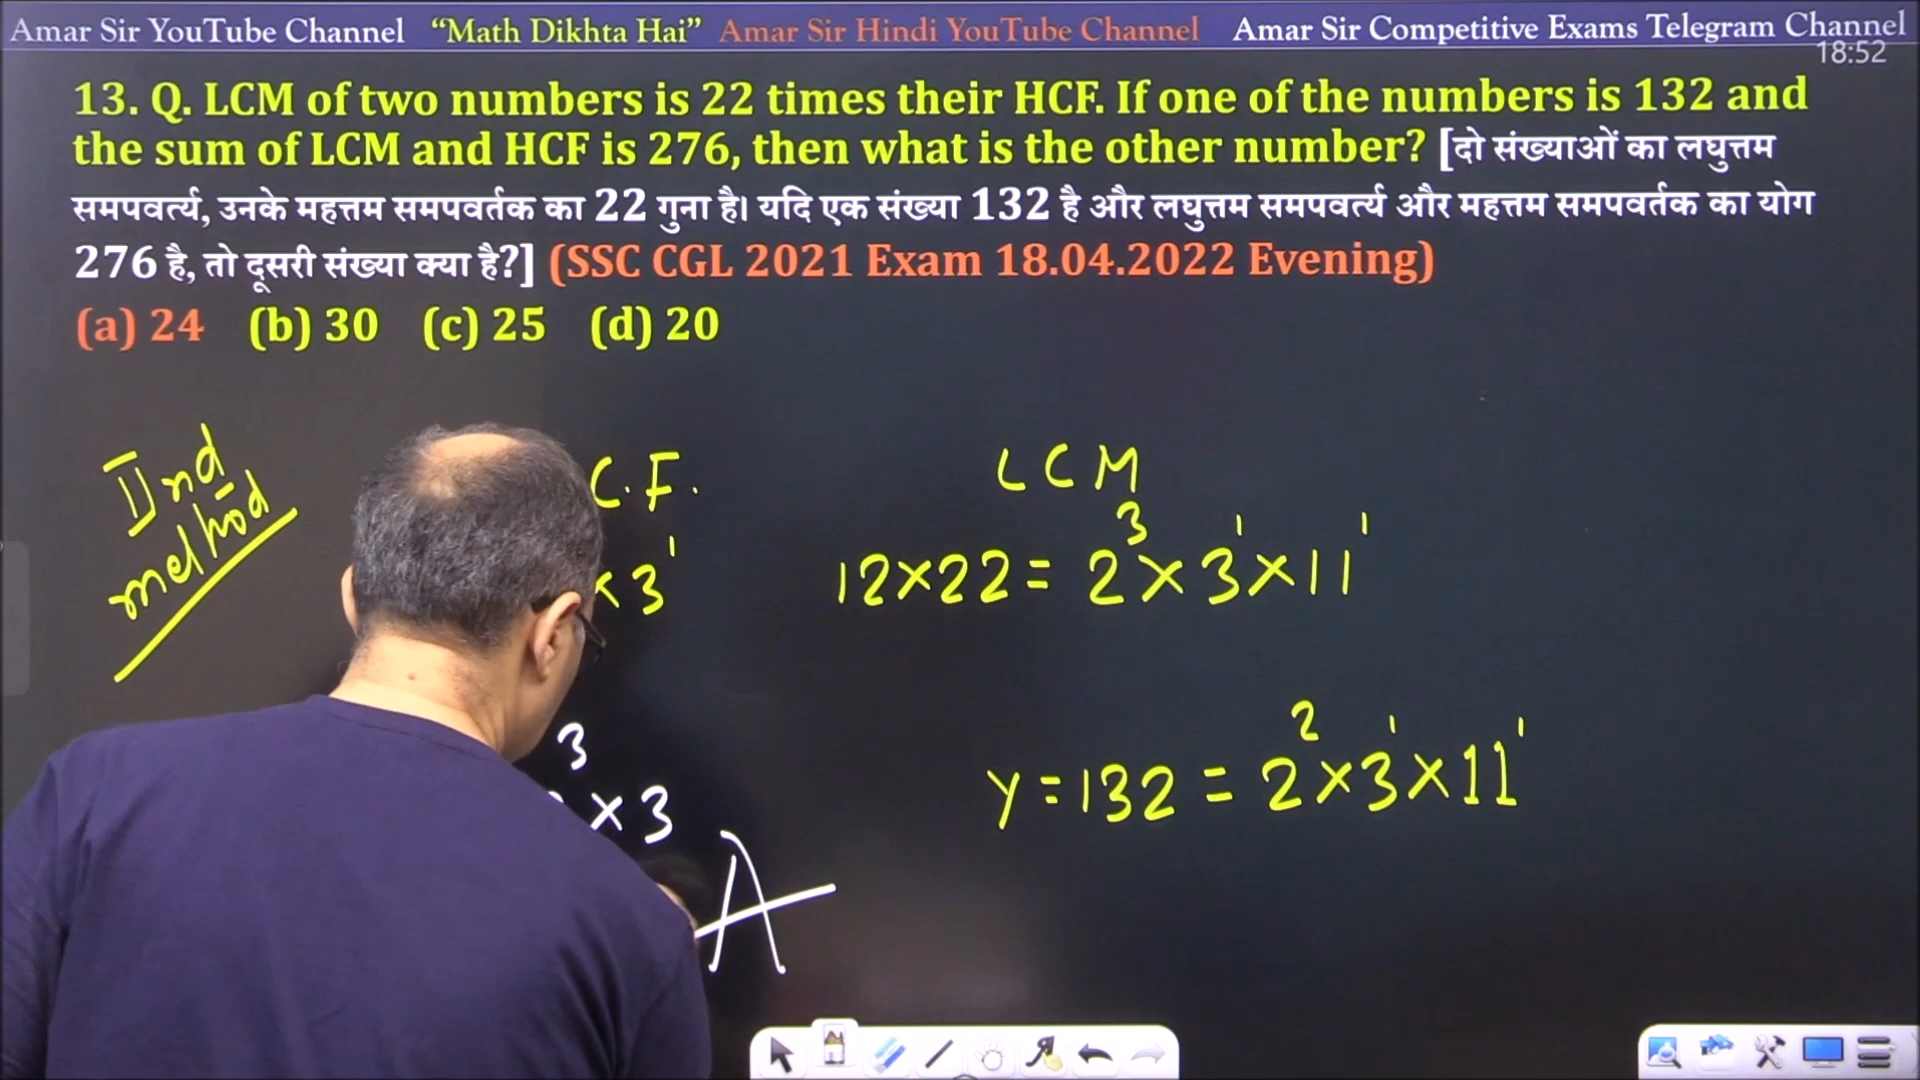 Amar Sir YouTube Channel “Math Dikhta Hai” Amar Sir Hindi YouTube Channel Amar Sir Competitive Exams Telegram Channel
18:52
13. Q. LCM of two numbers is 22 times their HCF. If one of the numbers is 132 and
the sum of LCM and HCF is 276, then what is the other number? [दो संख्याओं का लघुत्तम
समपवर्त्य, उनके महत्तम समपवर्तक का 22 गुना है। यदि एक संख्या 132 है और लघुत्तम समपवर्त्य और महत्तम समपवर्तक का योग
276 है, तो दूसरी संख्या क्या है?] (SSC CGL 2021 Exam 18.04.2022 Evening)
(a) 24 (b) 30 (c) 25 (d) 20
IInd
method
C.F.
× 3¹
LCM
12×22 = 2³×3¹×11¹
3
× 3
A
y=132 = 2²×3¹×11¹